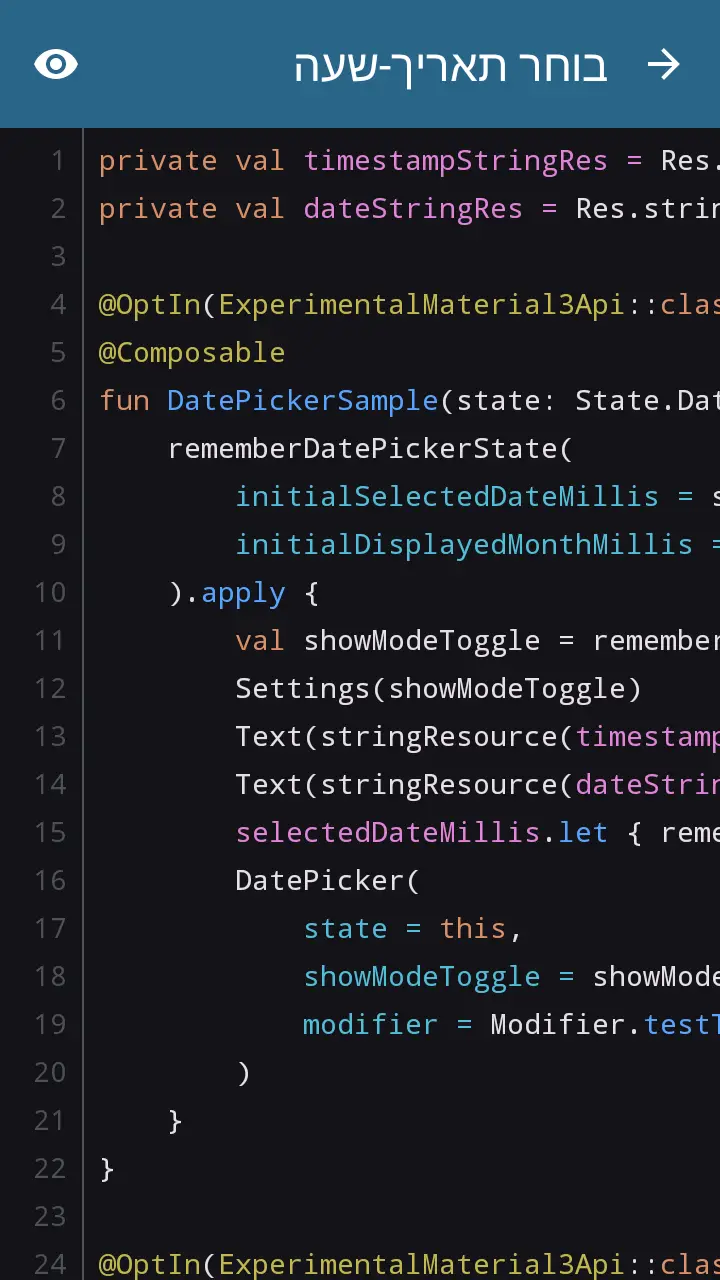 בוחר תאריך-שעה
1 private val timestampStringRes = Res.
2 private val dateStringRes = Res.strin
3
4 @OptIn(ExperimentalMaterial3Api::clas
5 @Composable
6 fun DatePickerSample(state: State.Dat
7 rememberDatePickerState(
8 initialSelectedDateMillis = s
9 initialDisplayedMonthMillis =
10 ).apply {
11 val showModeToggle = remember
12 Settings(showModeToggle)
13 Text(stringResource(timestamp
14 Text(stringResource(dateStrin
15 selectedDateMillis.let { reme
16 DatePicker(
17 state = this,
18 showModeToggle = showMode
19 modifier = Modifier.testT
20 )
21 }
22 }
23
24 @OptIn(ExperimentalMaterial3Api::clas